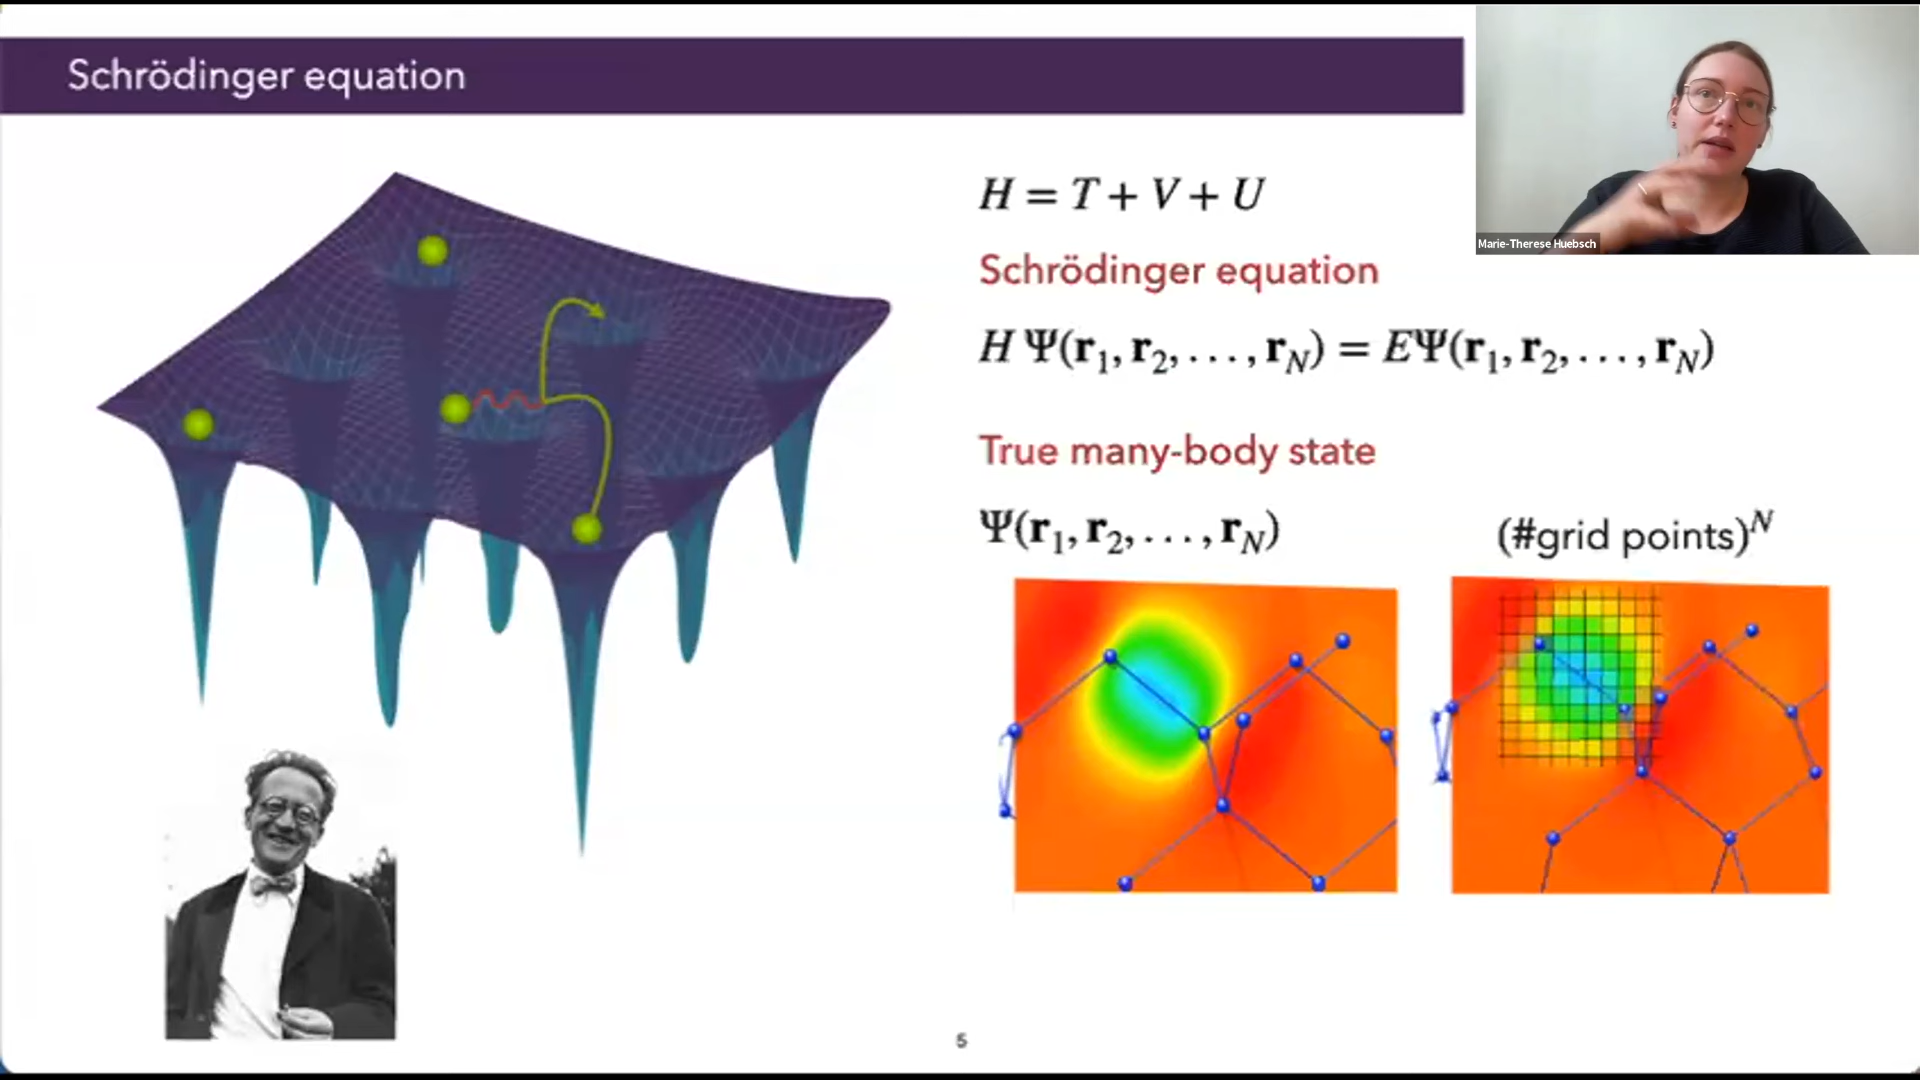 Schrödinger equation
H = T + V + U
Schrödinger equation
H Ψ(r₁, r₂, . . . , r_N) = EΨ(r₁, r₂, . . . , r_N)
True many-body state
Ψ(r₁, r₂, . . . , r_N)
(#grid points)^N
Marie-Therese Huebsch
5